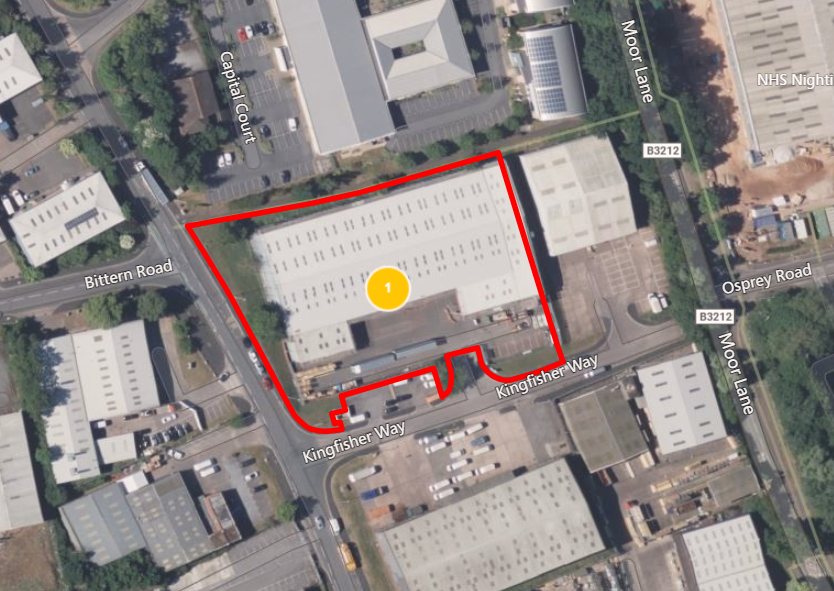 Capital Court
Moor Lane
NHS Nighti
B3212
Bittern Road
1
Osprey Road
B3212
Moor Lane
Kingfisher Way
Kingfisher Way